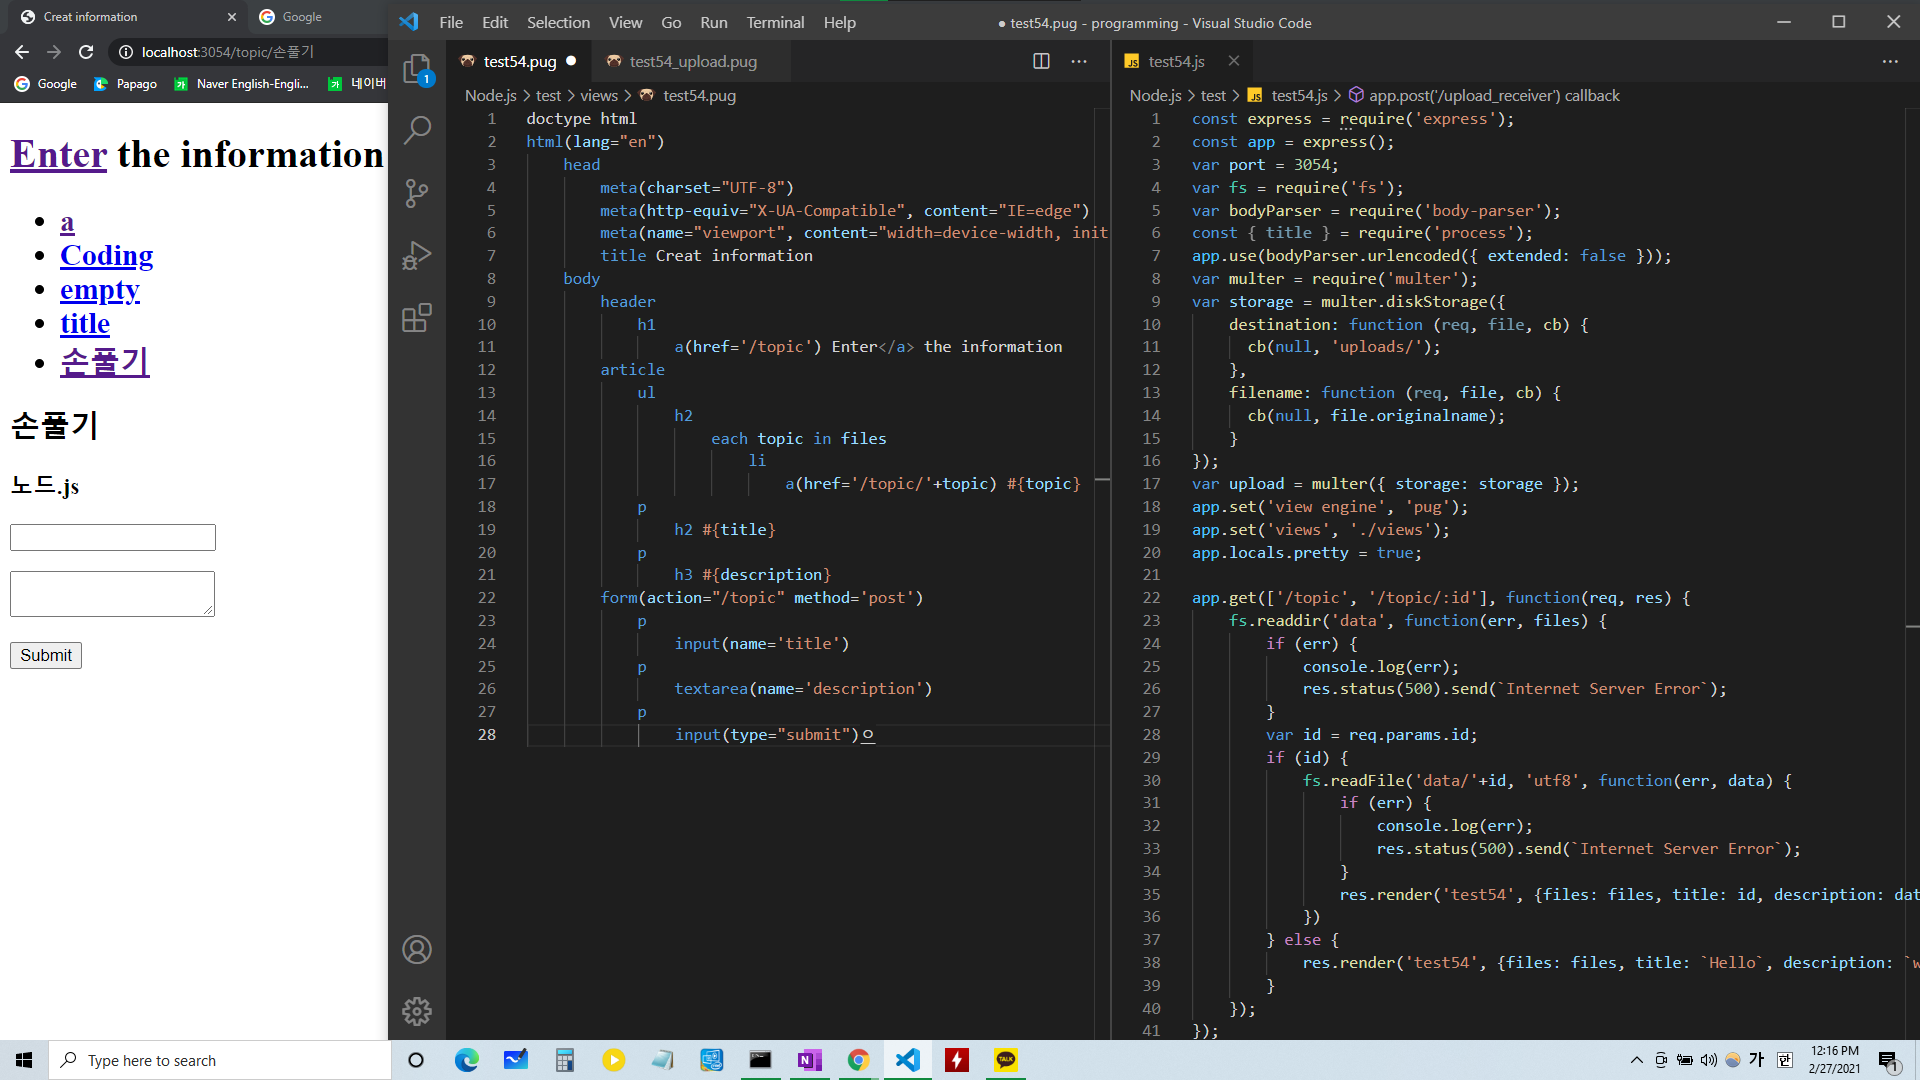 Creat information
Google
localhost:3054/topic/손풀기
Google
Papago
Naver English-Engli...
네이버
Enter the information
a
Coding
empty
title
손풀기
손풀기
노드.js
Submit
File Edit Selection View Go Run Terminal Help
● test54.pug - programming - Visual Studio Code
1
test54.pug
test54_upload.pug
Node.js > test > views > test54.pug
1 doctype html
2 html(lang="en")
3 head
4 meta(charset="UTF-8")
5 meta(http-equiv="X-UA-Compatible", content="IE=edge")
6 meta(name="viewport", content="width=device-width, init
7 title Creat information
8 body
9 header
10 h1
11 a(href='/topic') Enter</a> the information
12 article
13 ul
14 h2
15 each topic in files
16 li
17 a(href='/topic/'+topic) #{topic}
18 p
19 h2 #{title}
20 p
21 h3 #{description}
22 form(action="/topic" method='post')
23 p
24 input(name='title')
25 p
26 textarea(name='description')
27 p
28 input(type="submit")ㅇ
JS test54.js
Node.js > test > JS test54.js > app.post('/upload_receiver') callback
1 const express = require('express');
2 const app = express();
3 var port = 3054;
4 var fs = require('fs');
5 var bodyParser = require('body-parser');
6 const { title } = require('process');
7 app.use(bodyParser.urlencoded({ extended: false }));
8 var multer = require('multer');
9 var storage = multer.diskStorage({
10 destination: function (req, file, cb) {
11 cb(null, 'uploads/');
12 },
13 filename: function (req, file, cb) {
14 cb(null, file.originalname);
15 }
16 });
17 var upload = multer({ storage: storage });
18 app.set('view engine', 'pug');
19 app.set('views', './views');
20 app.locals.pretty = true;
21
22 app.get(['/topic', '/topic/:id'], function(req, res) {
23 fs.readdir('data', function(err, files) {
24 if (err) {
25 console.log(err);
26 res.status(500).send(`Internet Server Error`);
27 }
28 var id = req.params.id;
29 if (id) {
30 fs.readFile('data/'+id, 'utf8', function(err, data) {
31 if (err) {
32 console.log(err);
33 res.status(500).send(`Internet Server Error`);
34 }
35 res.render('test54', {files: files, title: id, description: dat
36 })
37 } else {
38 res.render('test54', {files: files, title: `Hello`, description: `w
39 }
40 });
41 });
Type here to search
TALK
가
한
12:16 PM
2/27/2021
1